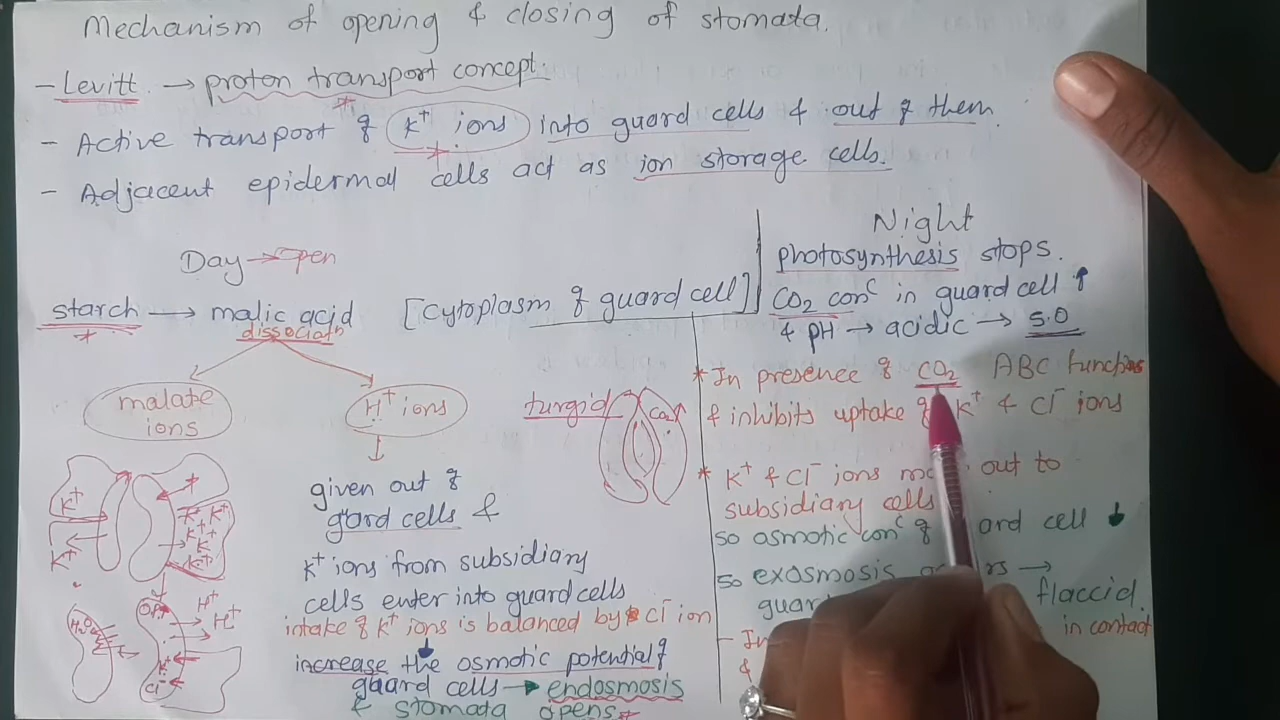 Mechanism of opening & closing of stomata.
- Levitt → proton transport concept.
- Active transport of K+ ions into guard cells & out of them.
- Adjacent epidermal cells act as ion storage cells.
Day → Open
starch → malic acid [cytoplasm of guard cell]
dissociatn
malate
ions
H+ ions
given out of
gard cells &
K+ ions from subsidiary
cells enter into guard cells
intake of K+ ions is balanced by Cl- ion
increase the osmotic potential of
guard cells → endosmosis
& stomata opens
turgid
K+
K+
K+ K+
K+
K
K+
H2O
H+
H+
K+
Cl-
Night
photosynthesis stops.
CO2 conc in guard cell ↑
& pH → acidic → 5.0
* In presence of CO2 ABC functions
& inhibits uptake of K+ & Cl- ions
* K+ & Cl- ions out to
subsidiary cells
so osmotic conc of cell ↓
so exosmosis →
flaccid.
- In in contact
&